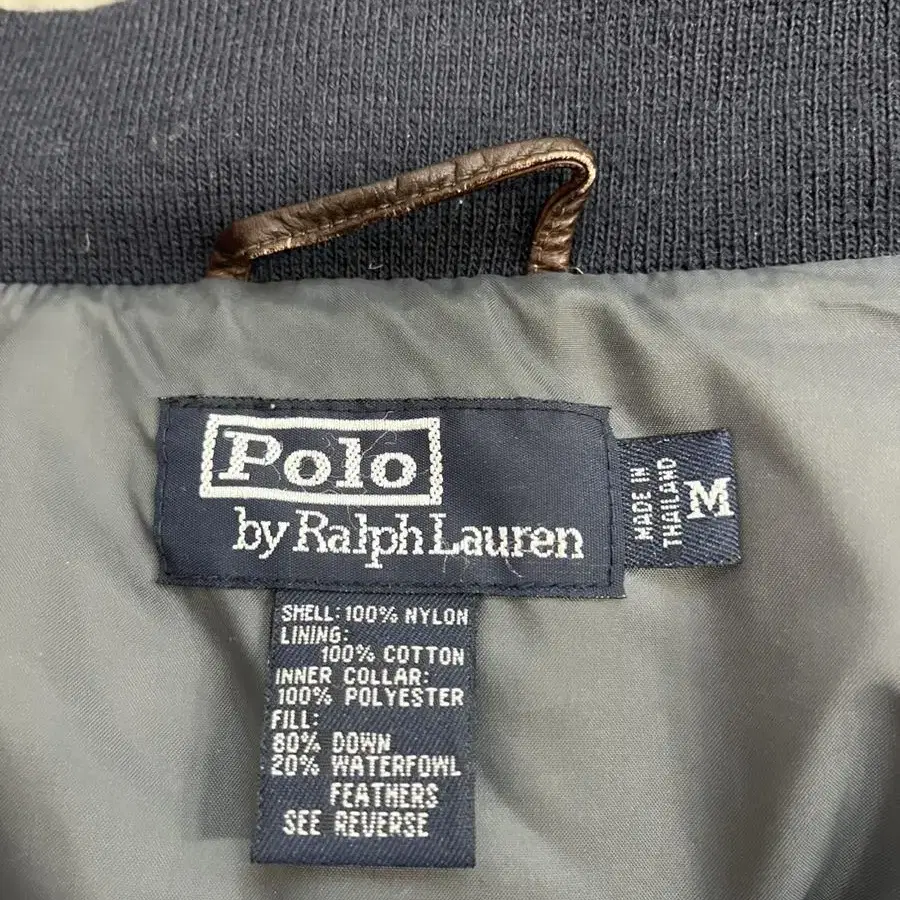 Polo
by Ralph Lauren
MADE IN
THAILAND
M
SHELL: 100% NYLON
LINING:
100% COTTON
INNER COLLAR:
100% POLYESTER
FILL:
80% DOWN
20% WATERFOWL
FEATHERS
SEE REVERSE